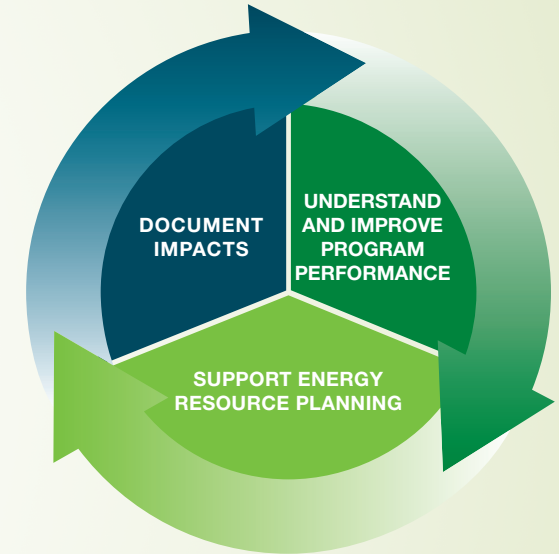 DOCUMENT
IMPACTS
UNDERSTAND
AND IMPROVE
PROGRAM
PERFORMANCE
SUPPORT ENERGY
RESOURCE PLANNING